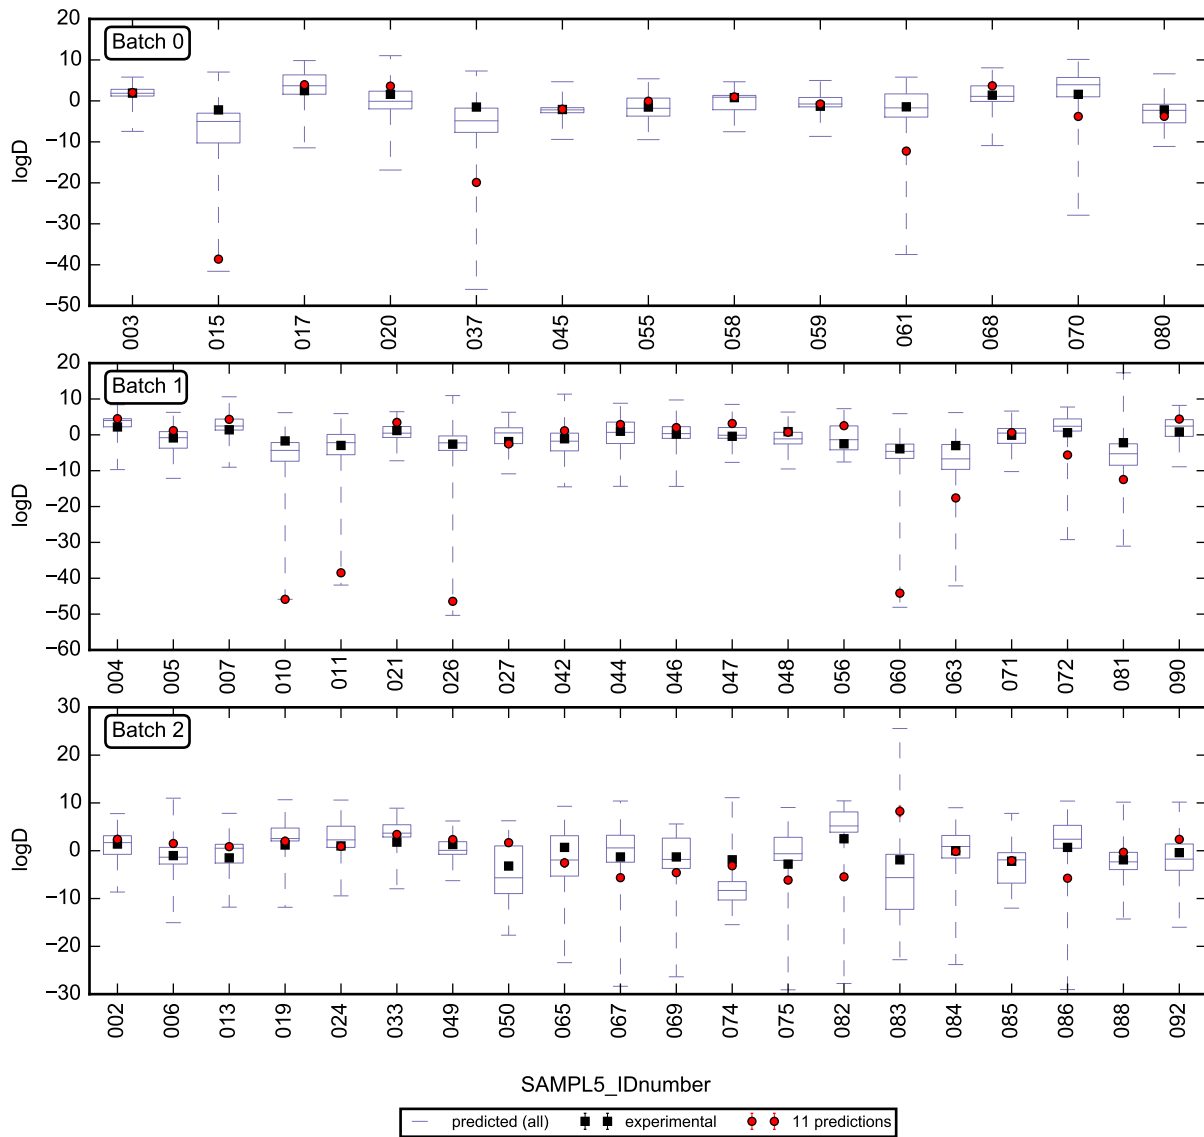 Batch 0
logD
20
10
0
−10
−20
−30
−40
−50
003 015 017 020 037 045 055 058 059 061 068 070 080
Batch 1
logD
20
10
0
−10
−20
−30
−40
−50
−60
004 005 007 010 011 021 026 027 042 044 046 047 048 056 060 063 071 072 081 090
Batch 2
logD
30
20
10
0
−10
−20
−30
002 006 013 019 024 033 049 050 065 067 069 074 075 082 083 084 085 086 088 092
SAMPL5_IDnumber
predicted (all) experimental 11 predictions